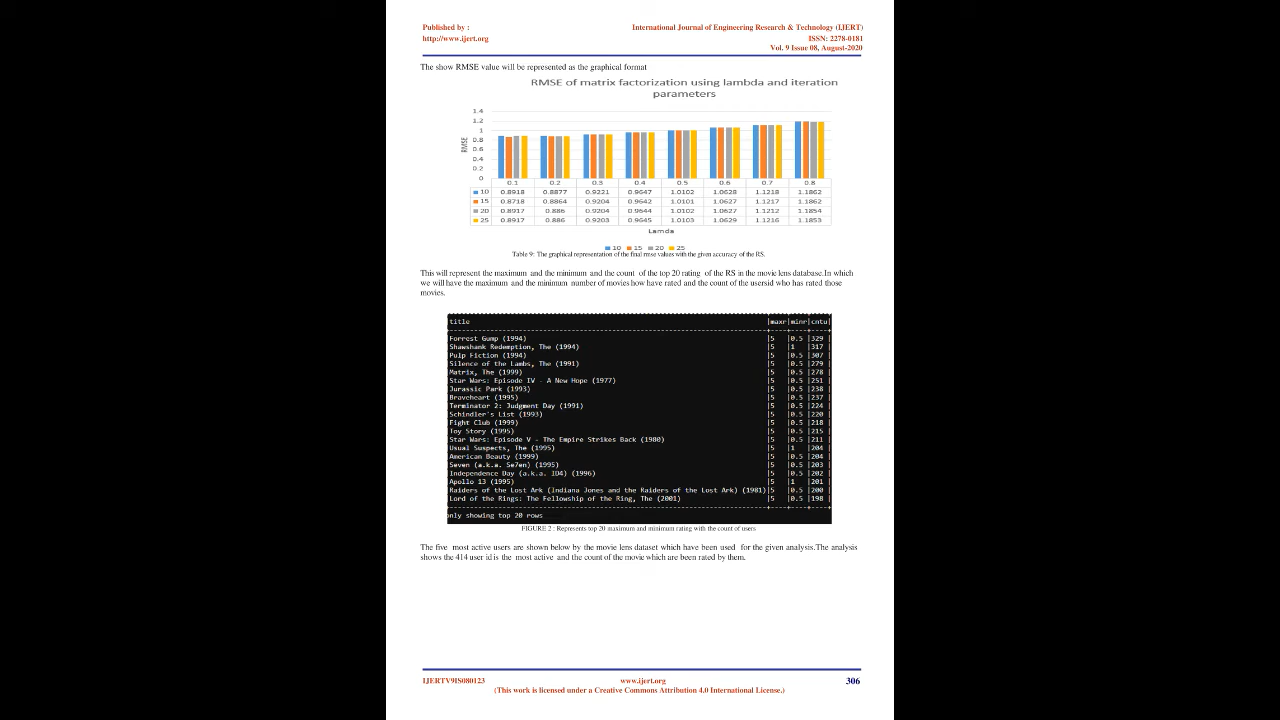 Published by :
International Journal of Engineering Research & Technology (IJERT)
http://www.ijert.org
ISSN: 2278-0181
Vol. 9 Issue 08, August-2020
The show RMSE value will be represented as the graphical format
RMSE of matrix factorization using lambda and iteration
parameters
1.4
1.2
1
0.8
0.6
0.4
0.2
0
RMSE
0.1 0.2 0.3 0.4 0.5 0.6 0.7 0.8
10 0.8918 0.8877 0.9221 0.9647 1.0102 1.0628 1.1218 1.1862
15 0.8718 0.8864 0.9204 0.9642 1.0101 1.0627 1.1217 1.1862
20 0.8917 0.886 0.9204 0.9644 1.0102 1.0627 1.1212 1.1854
25 0.8917 0.886 0.9203 0.9645 1.0103 1.0629 1.1216 1.1853
Lamda
10 15 20 25
Table 9: The graphical representation of the final rmse values with the given accuracy of the RS.
This will represent the maximum and the minimum and the count of the top 20 rating of the RS in the movie lens database.In which
we will have the maximum and the minimum number of movies how have rated and the count of the usersid who has rated those
movies.
title |maxr|minr|cntu|
Forrest Gump (1994) |5 |0.5 |329 |
Shawshank Redemption, The (1994) |5 |1 |317 |
Pulp Fiction (1994) |5 |0.5 |307 |
Silence of the Lambs, The (1991) |5 |0.5 |279 |
Matrix, The (1999) |5 |0.5 |278 |
Star Wars: Episode IV - A New Hope (1977) |5 |0.5 |251 |
Jurassic Park (1993) |5 |0.5 |238 |
Braveheart (1995) |5 |0.5 |237 |
Terminator 2: Judgment Day (1991) |5 |0.5 |224 |
Schindler's List (1993) |5 |0.5 |220 |
Fight Club (1999) |5 |0.5 |218 |
Toy Story (1995) |5 |0.5 |215 |
Star Wars: Episode V - The Empire Strikes Back (1980) |5 |0.5 |211 |
Usual Suspects, The (1995) |5 |1 |204 |
American Beauty (1999) |5 |0.5 |204 |
Seven (a.k.a. Se7en) (1995) |5 |0.5 |203 |
Independence Day (a.k.a. ID4) (1996) |5 |0.5 |202 |
Apollo 13 (1995) |5 |1 |201 |
Raiders of the Lost Ark (Indiana Jones and the Raiders of the Lost Ark) (1981)|5 |0.5 |200 |
Lord of the Rings: The Fellowship of the Ring, The (2001) |5 |0.5 |198 |
only showing top 20 rows
FIGURE 2 : Represents top 20 maximum and minimum rating with the count of users
The five most active users are shown below by the movie lens dataset which have been used for the given analysis.The analysis
shows the 414 user id is the most active and the count of the movie which are been rated by them.
IJERTV9IS080123
www.ijert.org
306
(This work is licensed under a Creative Commons Attribution 4.0 International License.)